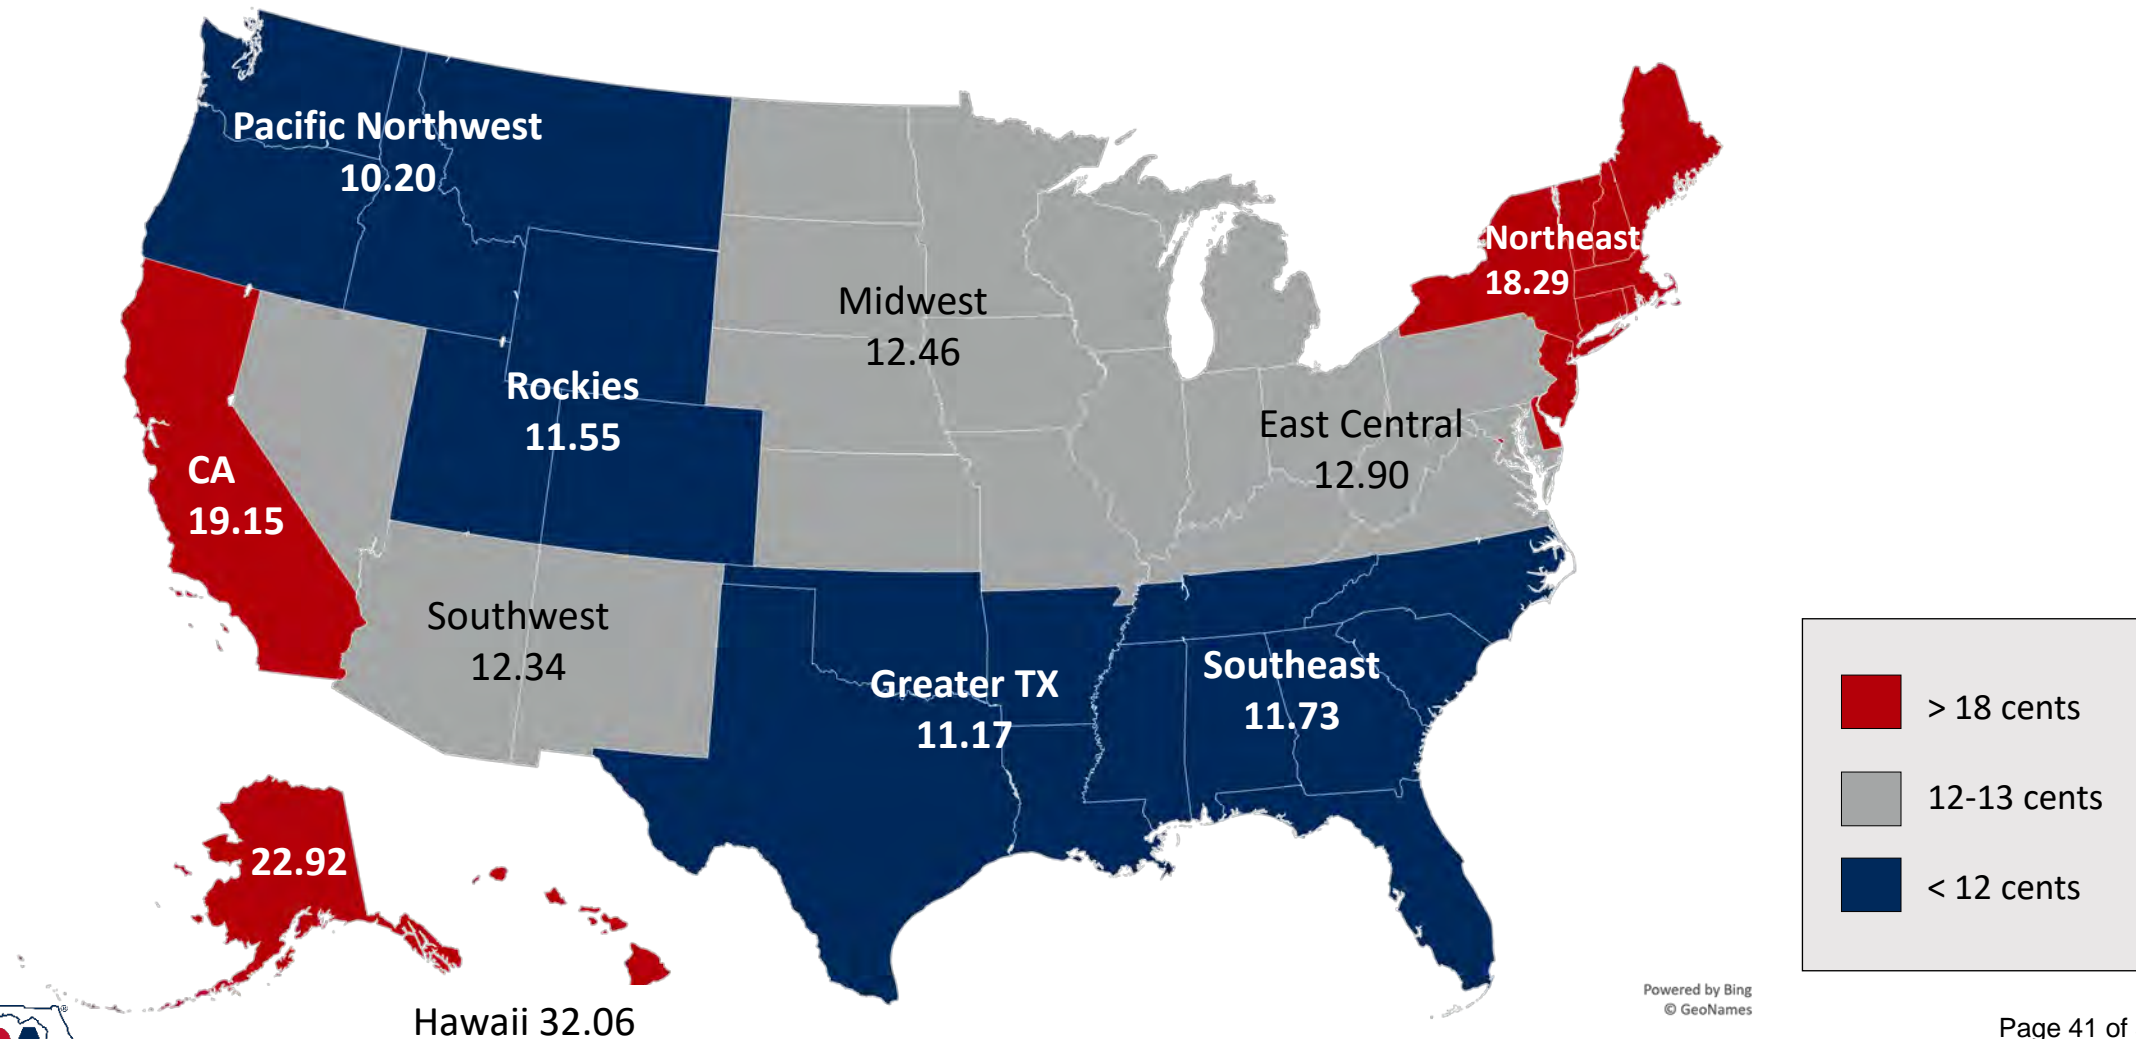 Pacific Northwest
10.20
Northeast
18.29
Midwest
12.46
Rockies
11.55
East Central
12.90
CA
19.15
Southwest
12.34
Greater TX
11.17
Southeast
11.73
> 18 cents
12-13 cents
< 12 cents
22.92
Hawaii 32.06
Powered by Bing
© GeoNames
Page 41 of
®